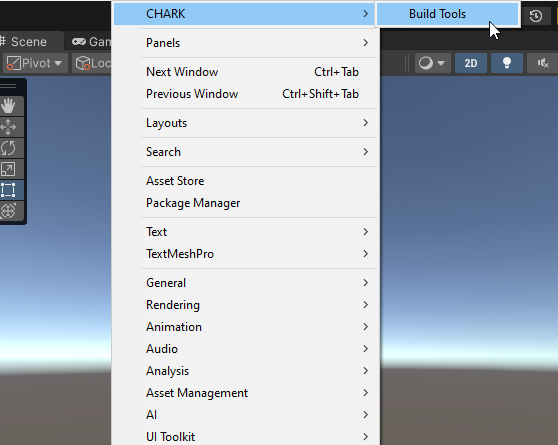 CHARK
Build Tools
Scene
Gam
Panels
Pivot
Loc
2D
Next Window Ctrl+Tab
Previous Window Ctrl+Shift+Tab
Layouts
Search
Asset Store
Package Manager
Text
TextMeshPro
General
Rendering
Animation
Audio
Analysis
Asset Management
AI
UI Toolkit